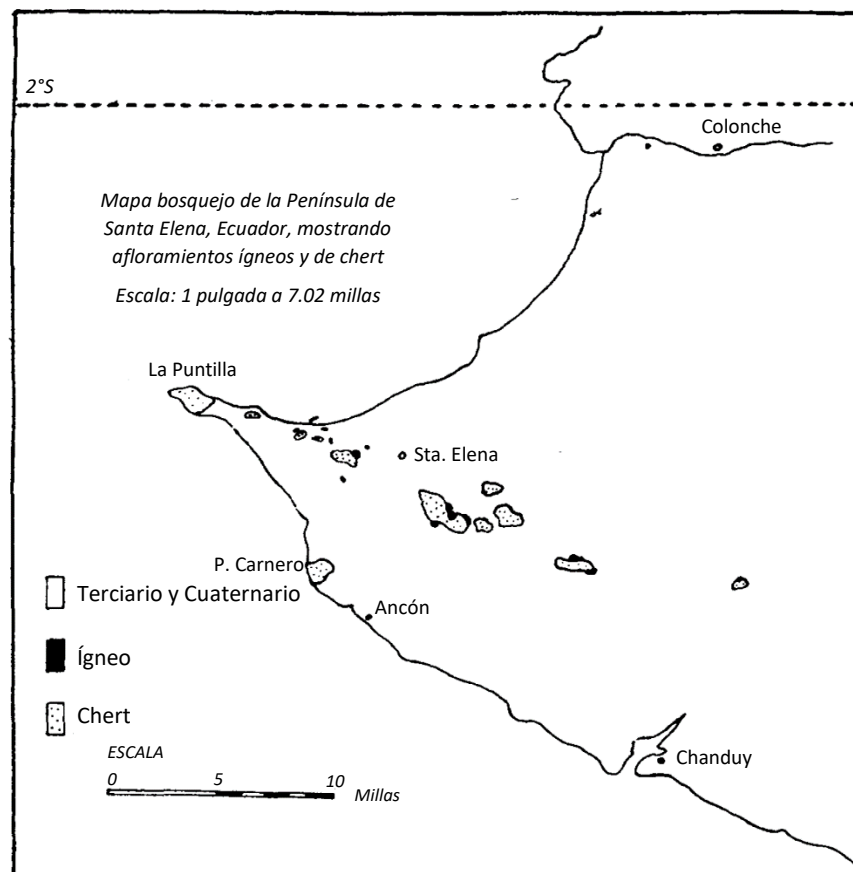 2°S
Colonche
Mapa bosquejo de la Península de
Santa Elena, Ecuador, mostrando
afloramientos ígneos y de chert
Escala: 1 pulgada a 7.02 millas
La Puntilla
Sta. Elena
P. Carnero
Terciario y Cuaternario
Ancón
Ígneo
Chert
ESCALA
0 5 10
Millas
Chanduy